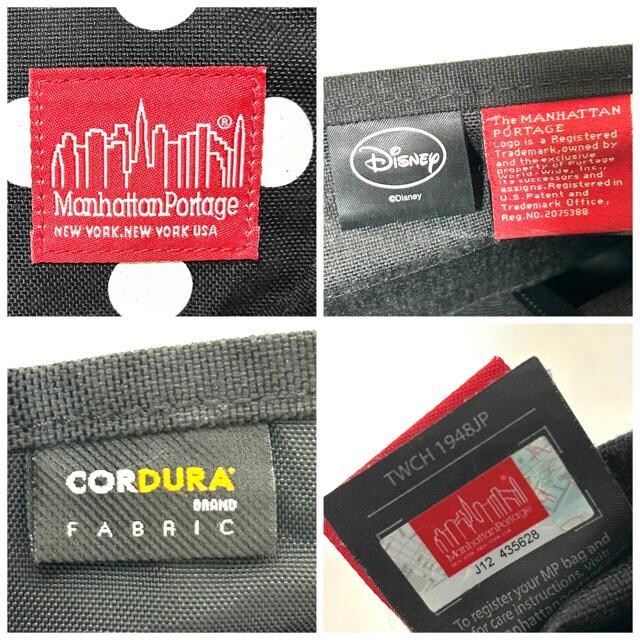 ®
ManhattanPortage
NEW YORK, NEW YORK USA
Disney
©Disney
The MANHATTAN
PORTAGE
Logo is a Registered
Trademark, owned by
and the exclusive
property of Portage
World-Wide, Inc,
its successors and
assigns. Registered in
U.S. Patent and
Trademark Office,
Reg.NO.2075388
CORDURA®
BRAND
FABRIC
TWCH 1948JP
ManhattanPortage
J12 435628
To register your MP bag and
for care instructions,